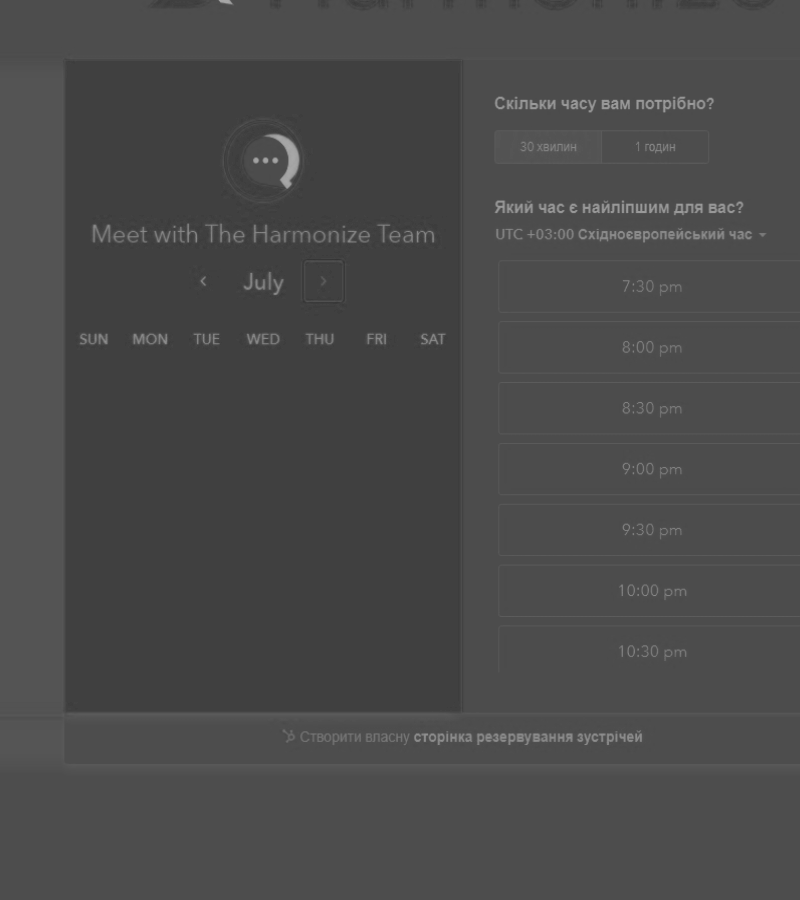 Meet with The Harmonize Team
July
SUN MON TUE WED THU FRI SAT
Скільки часу вам потрібно?
30 хвилин 1 годин
Який час є найліпшим для вас?
UTC +03:00 Східноєвропейський час
7:30 pm
8:00 pm
8:30 pm
9:00 pm
9:30 pm
10:00 pm
10:30 pm
Створити власну сторінка резервування зустрічей